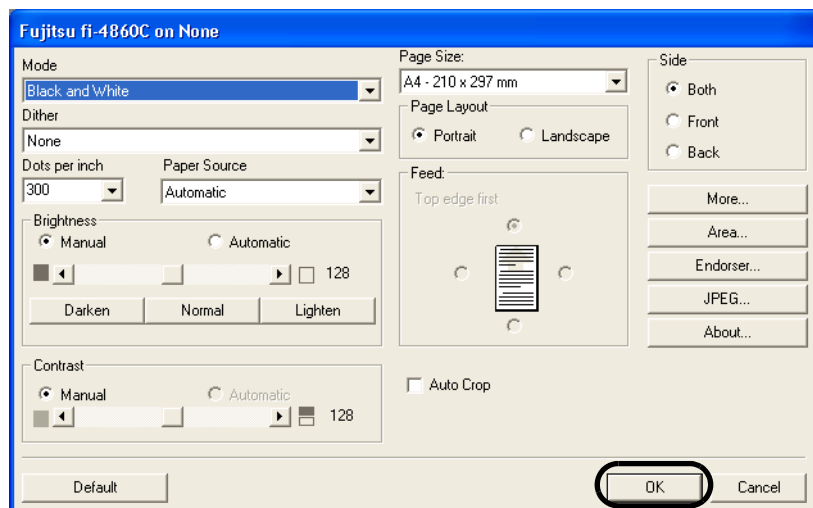 Fujitsu fi-4860C on None
Mode
Black and White
Dither
None
Dots per inch
Paper Source
300
Automatic
Brightness
Manual
Automatic
128
Darken
Normal
Lighten
Contrast
Manual
Automatic
128
Page Size:
A4 - 210 x 297 mm
Page Layout
Portrait
Landscape
Feed:
Top edge first
Auto Crop
Side
Both
Front
Back
More...
Area...
Endorser...
JPEG...
About...
Default
OK
Cancel